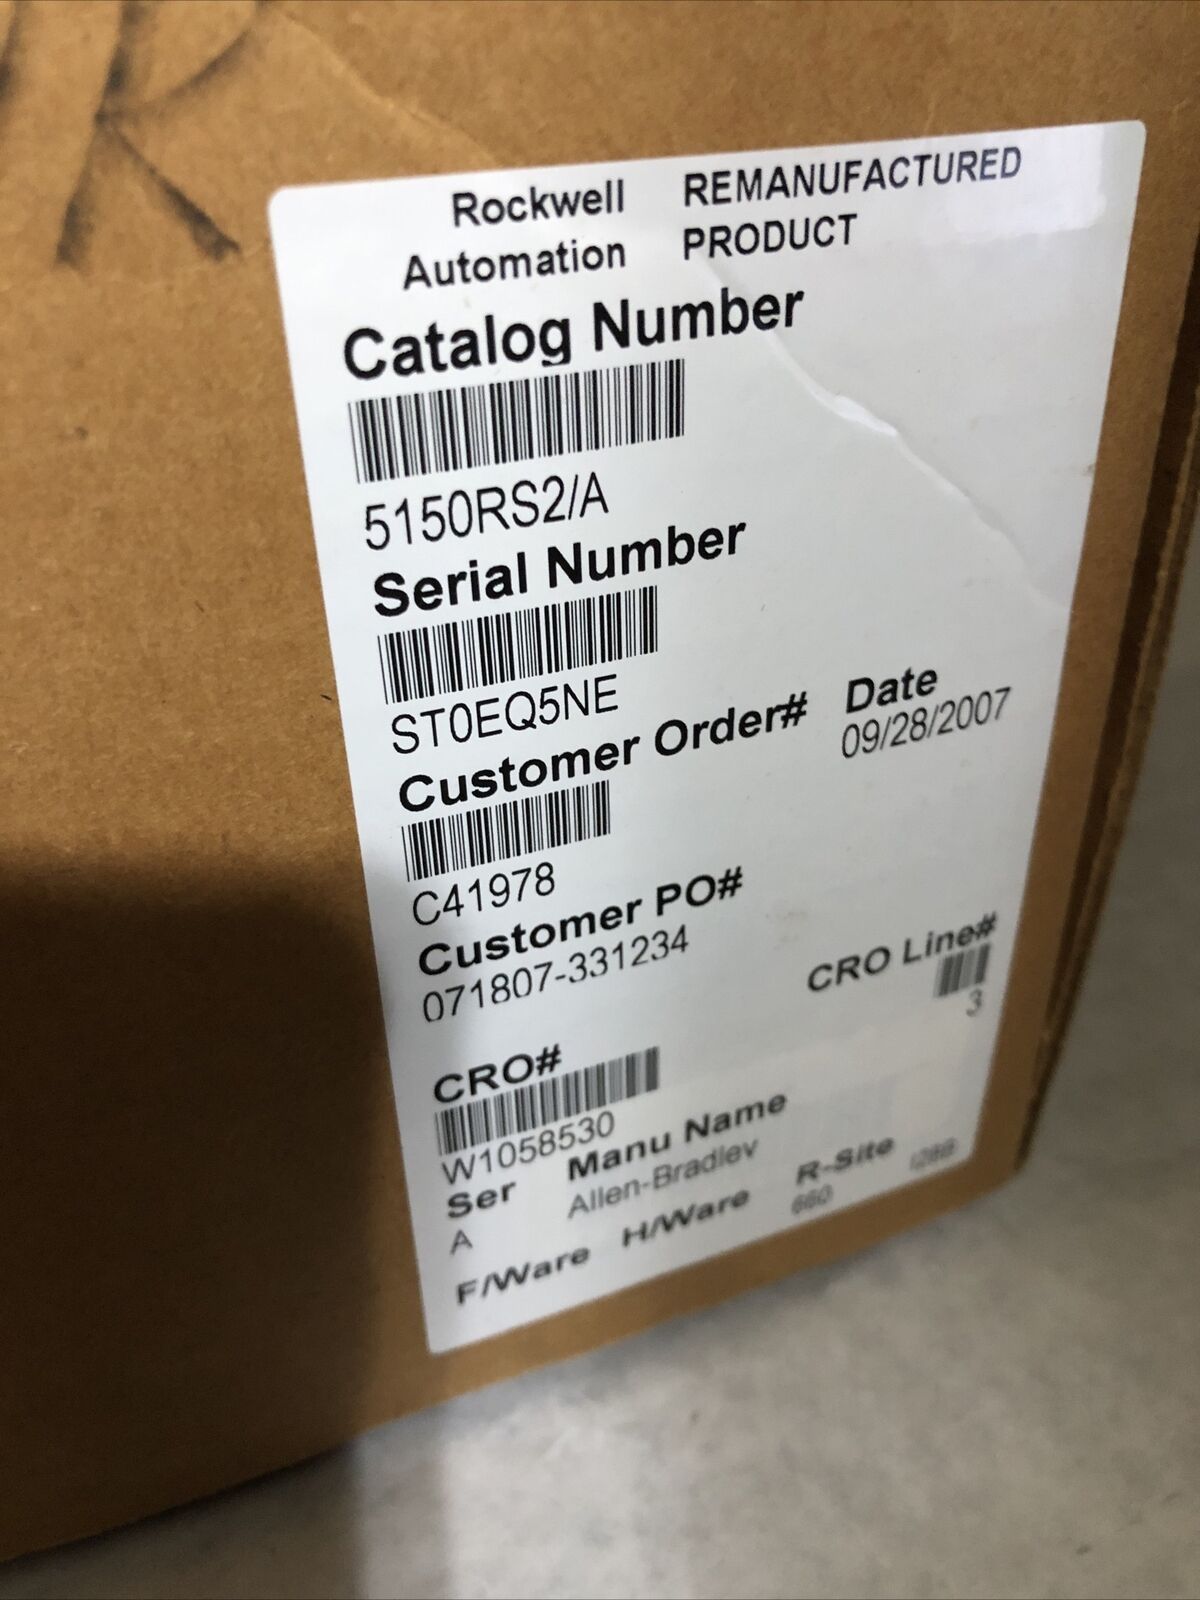 Rockwell REMANUFACTURED
Automation PRODUCT
Catalog Number
5150RS2/A
Serial Number
ST0EQ5NE
Customer Order# Date
C41978 09/28/2007
Customer PO#
071807-331234
CRO Line#
3
CRO#
W1058530
Ser Manu Name R-Site
A Allen-Bradley 660
F/Ware H/Ware